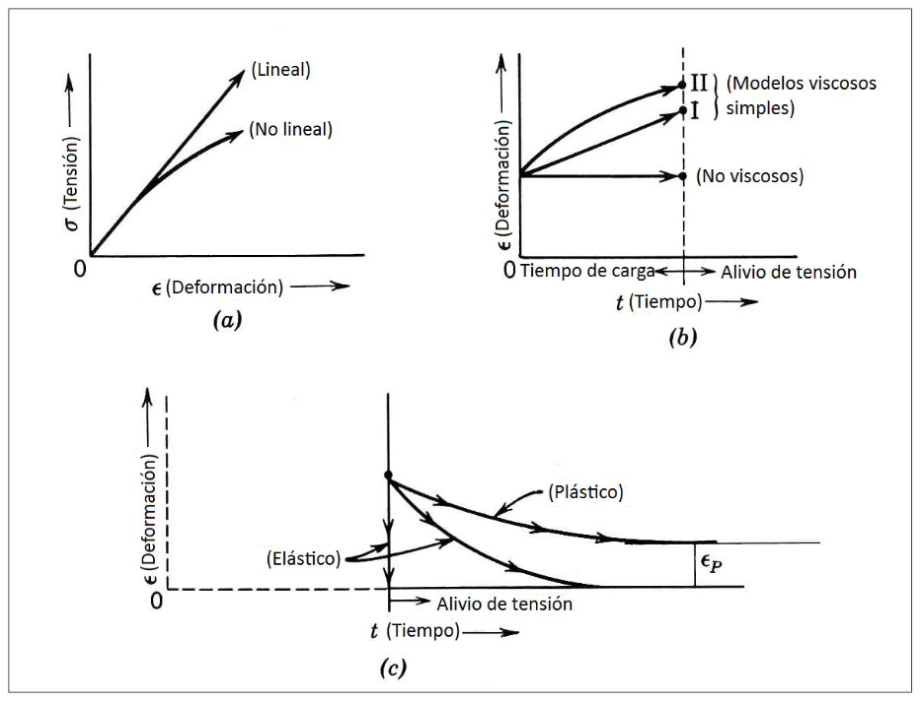 (Lineal)
(No lineal)
σ (Tensión)
0
ϵ (Deformación)
(a)
II
I
(Modelos viscosos
simples)
(No viscosos)
ϵ (Deformación)
0 Tiempo de carga
Alivio de tensión
t (Tiempo)
(b)
(Plástico)
(Elástico)
ϵP
ϵ (Deformación)
0
Alivio de tensión
t (Tiempo)
(c)